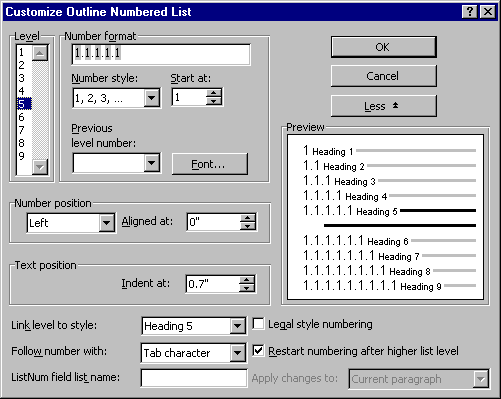 Customize Outline Numbered List
Level
1
2
3
4
5
6
7
8
9
Number format
1.1.1.1.1
Number style:
1, 2, 3, ...
Start at:
1
Previous
level number:
Font...
OK
Cancel
Less
Preview
1 Heading 1
1.1 Heading 2
1.1.1 Heading 3
1.1.1.1 Heading 4
1.1.1.1.1 Heading 5
1.1.1.1.1.1 Heading 6
1.1.1.1.1.1.1 Heading 7
1.1.1.1.1.1.1.1 Heading 8
1.1.1.1.1.1.1.1.1 Heading 9
Number position
Left
Aligned at:
0"
Text position
Indent at:
0.7"
Link level to style:
Heading 5
Legal style numbering
Follow number with:
Tab character
Restart numbering after higher list level
ListNum field list name:
Apply changes to:
Current paragraph